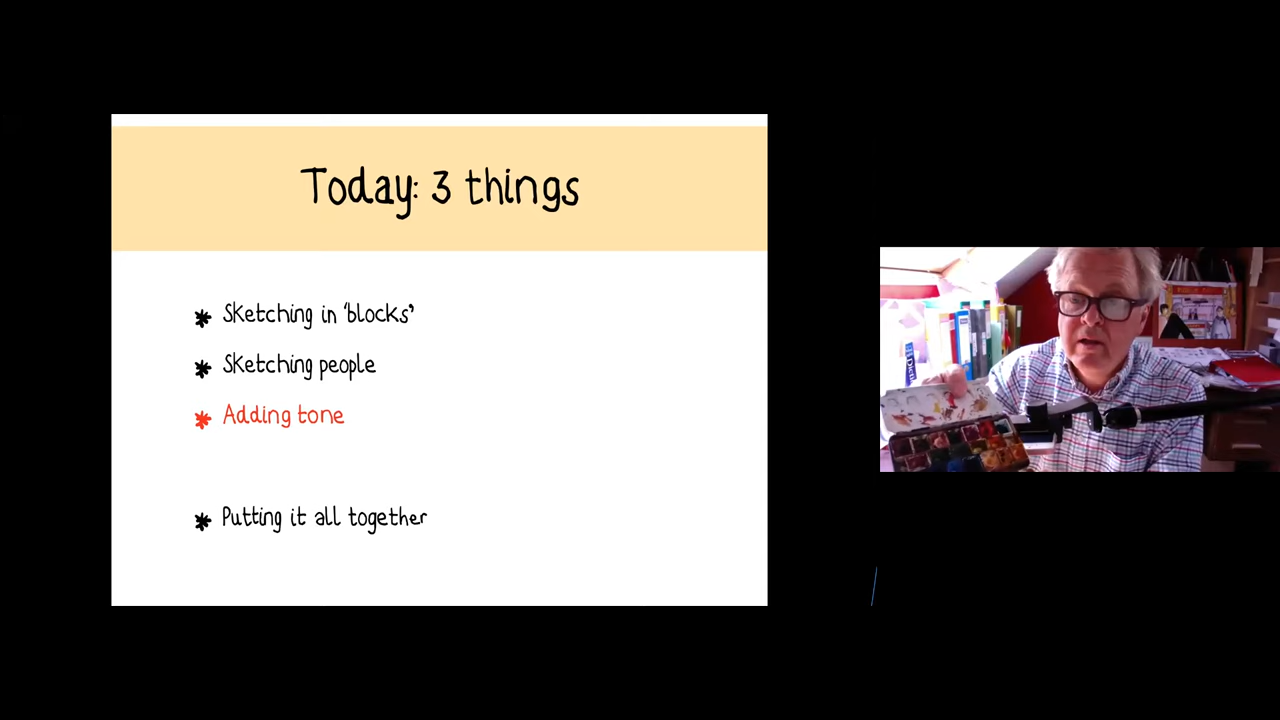 Today: 3 things
* Sketching in 'blocks'
* Sketching people
* Adding tone
* Putting it all together